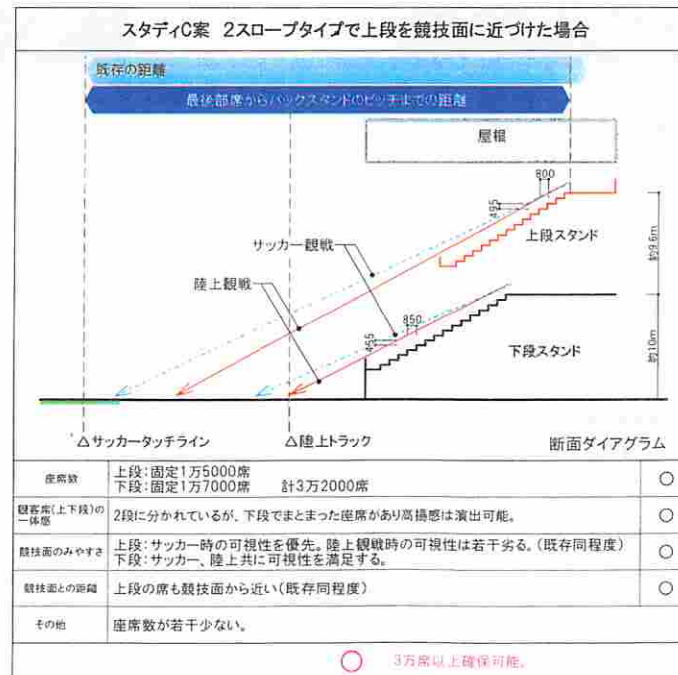 スタディC案 2スロープタイプで上段を競技面に近づけた場合
既存の距離
最後部席からバックスタンドのピッチまでの距離
屋根
800
495
上段スタンド
約9.6m
サッカー観戦
陸上観戦
850
455
下段スタンド
約10m
△サッカータッチライン
△陸上トラック
断面ダイアグラム
座席数
上段:固定1万5000席
下段:固定1万7000席 計3万2000席
○
観客席(上下段)の
一体感
2段に分かれているが、下段でまとまった座席があり高揚感は演出可能。
○
競技面のみやすさ
上段:サッカー時の可視性を優先。陸上観戦時の可視性は若干劣る。(既存同程度)
下段:サッカー、陸上共に可視性を満足する。
○
競技面との距離
上段の席も競技面から近い(既存同程度)
○
その他
座席数が若干少ない。
○ 3万席以上確保可能。